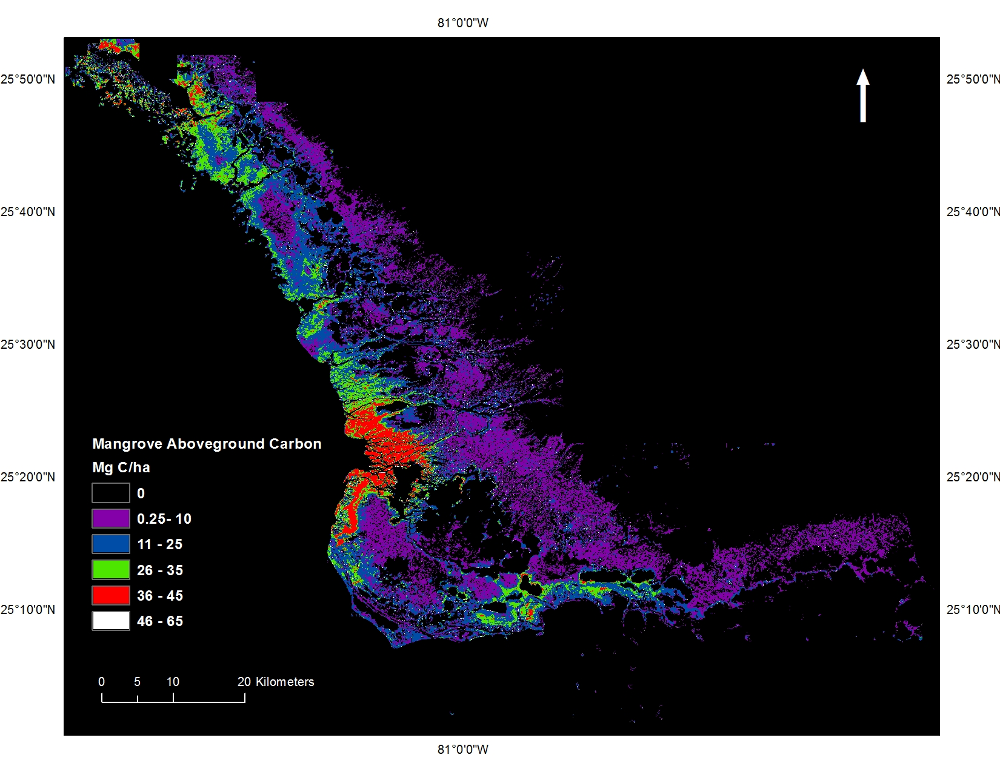 81°0'0"W
25°50'0"N
25°50'0"N
25°40'0"N
25°40'0"N
25°30'0"N
25°30'0"N
Mangrove Aboveground Carbon
Mg C/ha
25°20'0"N
25°20'0"N
0
0.25- 10
11 - 25
26 - 35
36 - 45
25°10'0"N
25°10'0"N
46 - 65
0 5 10 20 Kilometers
81°0'0"W